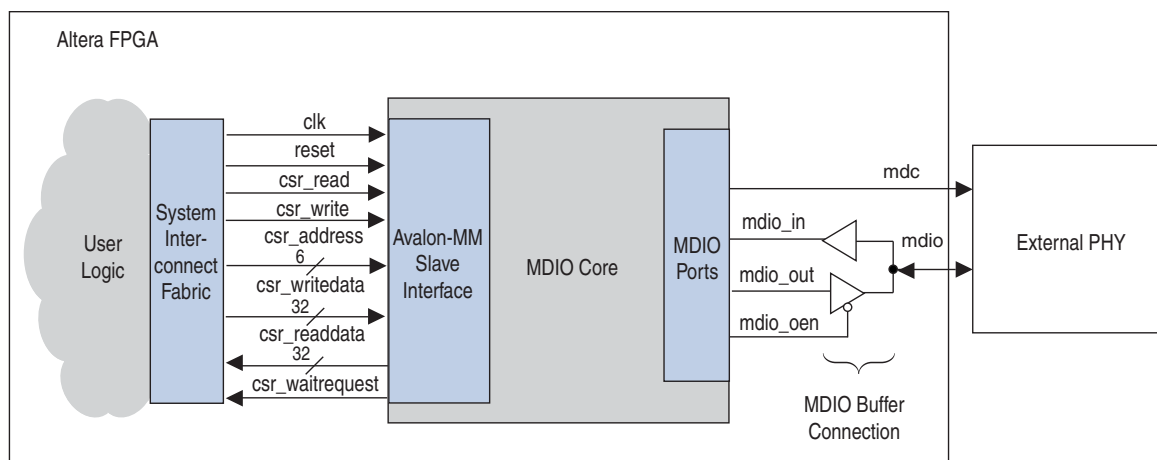 Altera FPGA
User
Logic
System
Inter-
connect
Fabric
clk
reset
csr_read
csr_write
csr_address
6
csr_writedata
32
csr_readdata
32
csr_waitrequest
Avalon-MM
Slave
Interface
MDIO Core
MDIO
Ports
mdc
mdio_in
mdio_out
mdio_oen
mdio
External PHY
MDIO Buffer
Connection